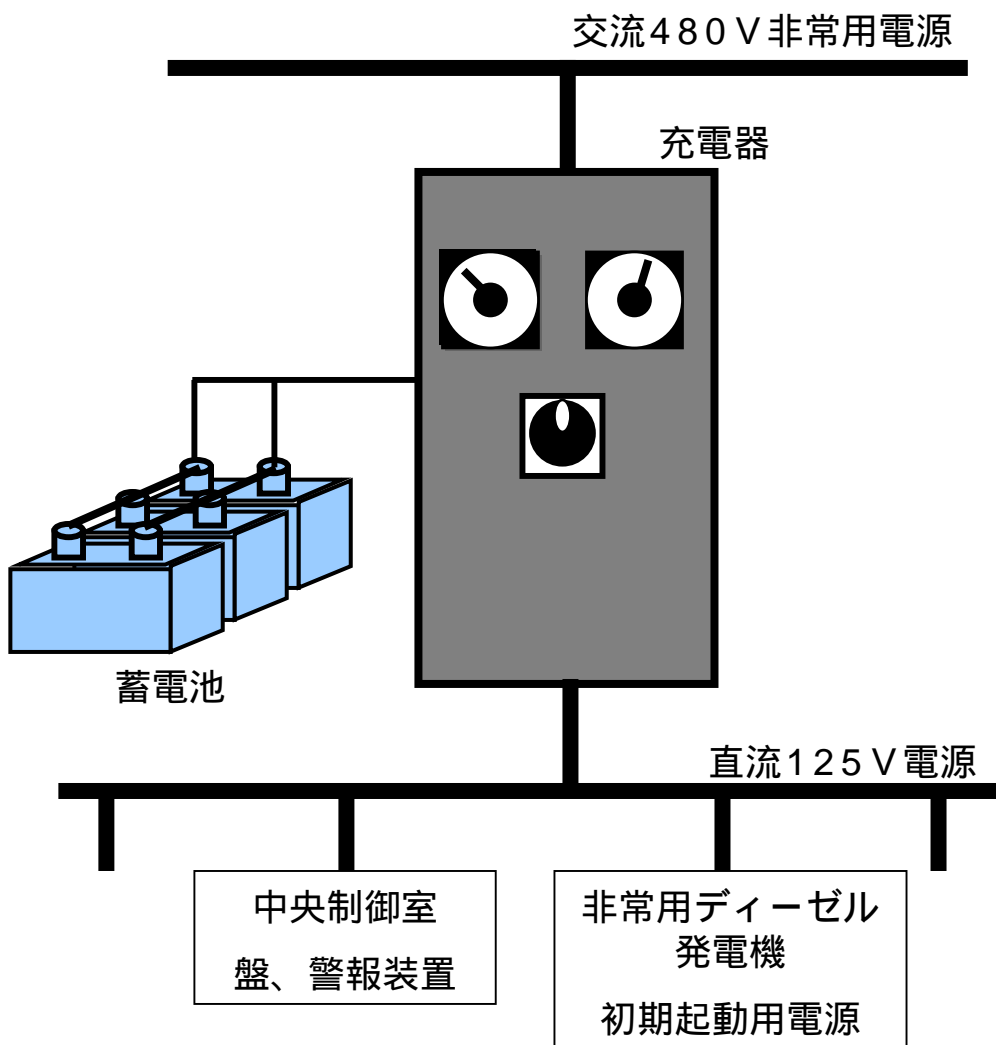 交流480V非常用電源
充電器
蓄電池
直流125V電源
中央制御室
盤、警報装置
非常用ディーゼル
発電機
初期起動用電源